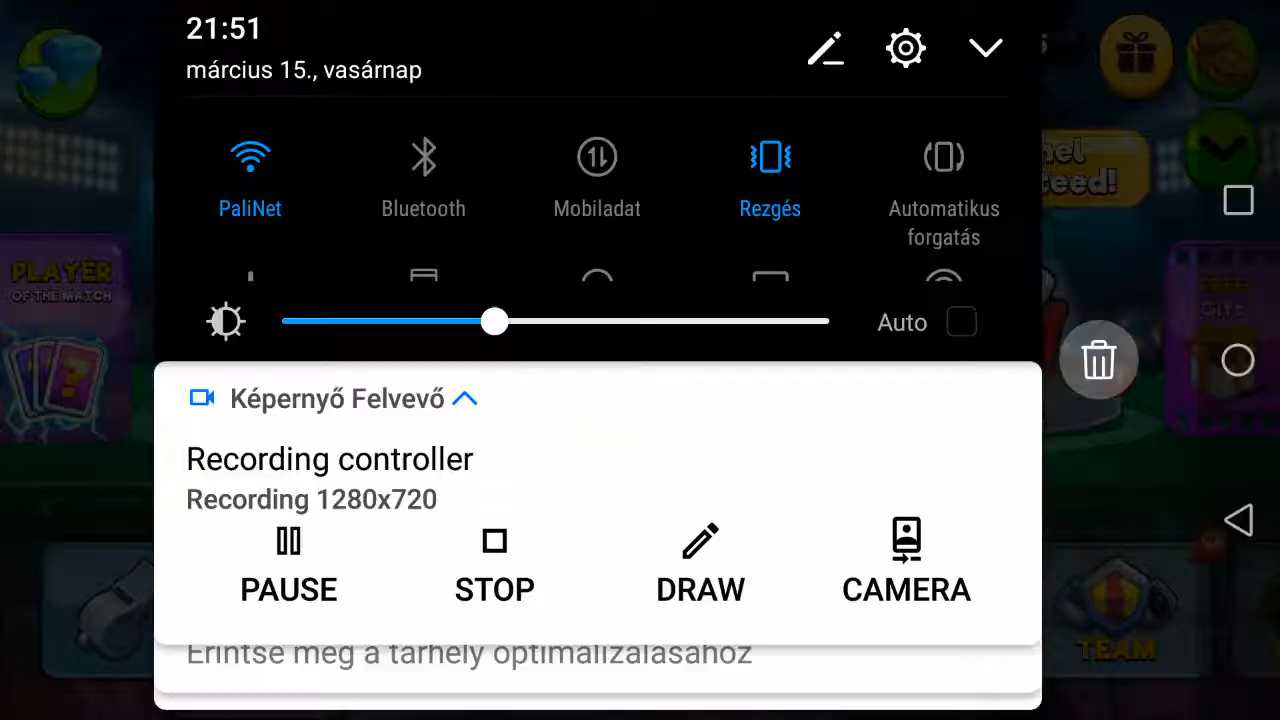 21:51
március 15., vasárnap
PaliNet
Bluetooth
Mobiladat
Rezgés
Automatikus
forgatás
Auto
PLAYER
OF THE MATCH
Képernyő Felvevő
Recording controller
Recording 1280x720
PAUSE
STOP
DRAW
CAMERA
Érintse meg a tárhely optimalizálásához
TEAM